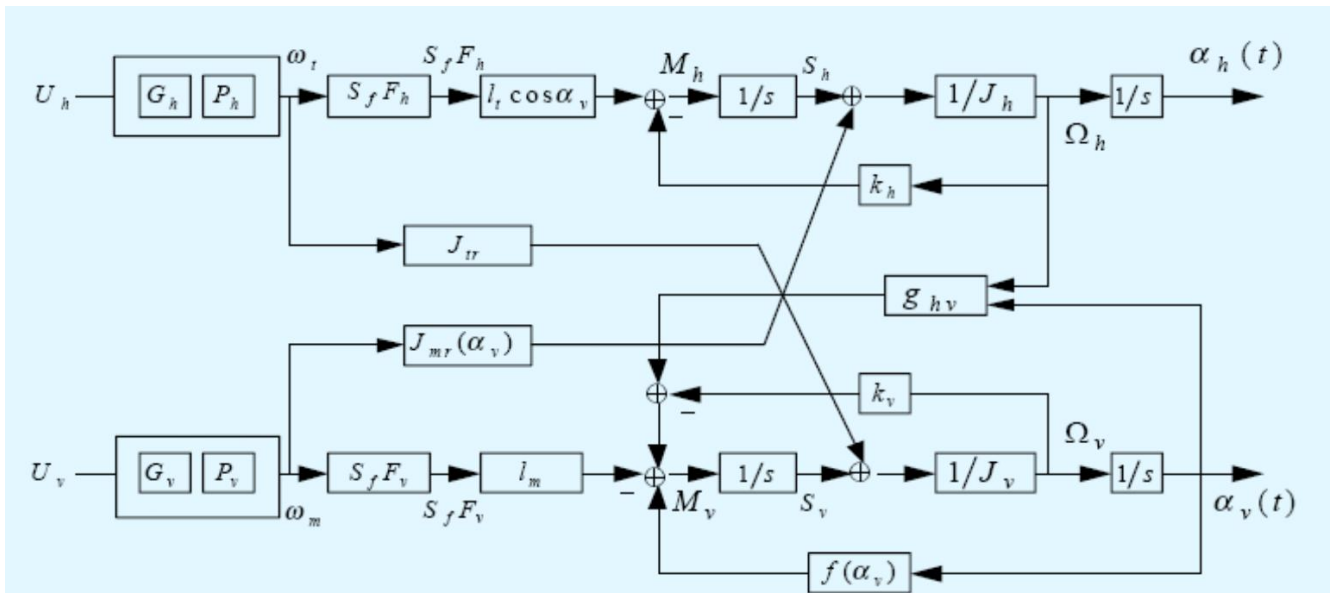 U_h
G_h
P_h
ω_t
S_f F_h
S_f F_h
l_t cos α_v
M_h
−
1/s
S_h
1/J_h
Ω_h
1/s
α_h(t)
k_h
J_tr
g_hv
J_mr(α_v)
k_v
−
U_v
G_v
P_v
ω_m
S_f F_v
S_f F_v
l_m
−
M_v
1/s
S_v
1/J_v
Ω_v
1/s
α_v(t)
f(α_v)